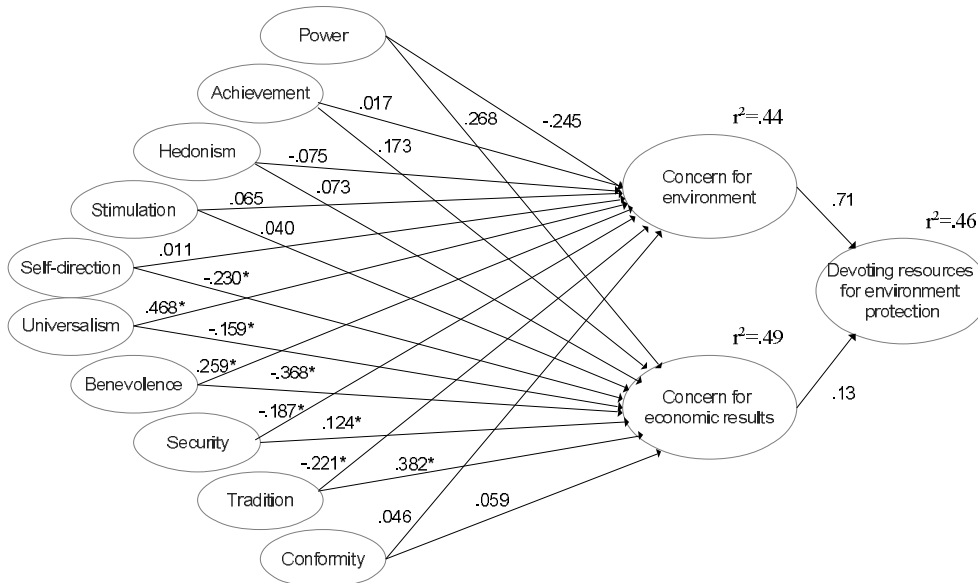 Power
Achievement
.017
.268
-.245
r²=.44
Hedonism
-.075
.173
Concern for
environment
Stimulation
.065
.073
.71
.011
.040
r²=.46
Self-direction
-.230*
Devoting resources
for environment
protection
.468*
Universalism
-.159*
r²=.49
Benevolence
.259*
-.368*
Concern for
economic results
.13
-.187*
.124*
Security
-.221*
.382*
Tradition
.046
.059
Conformity